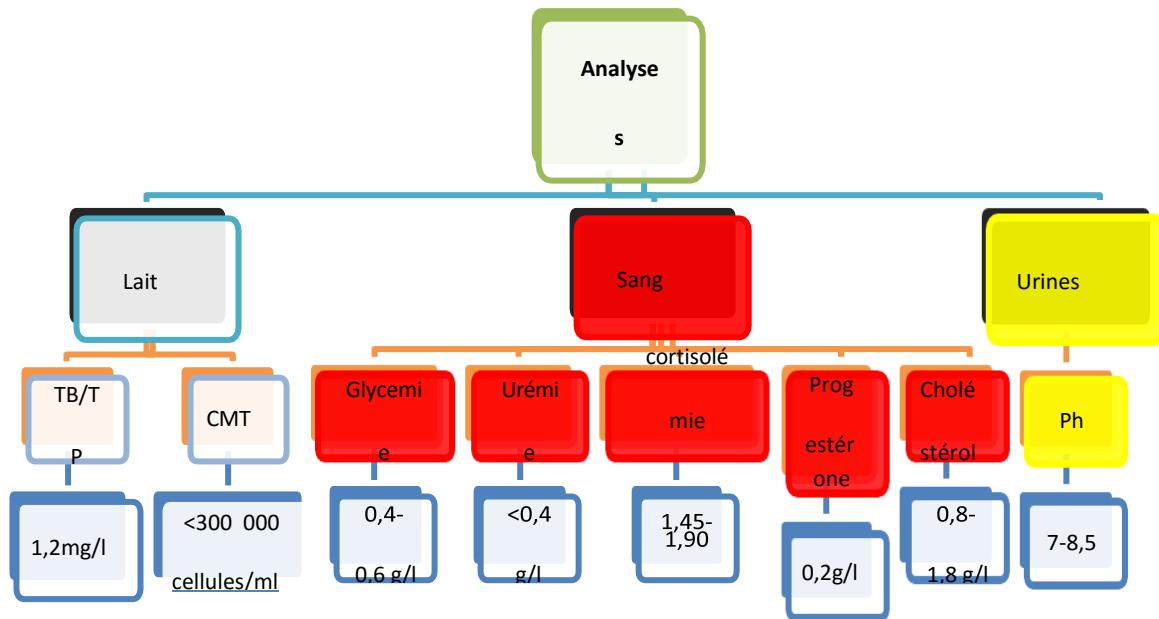 Analyse
s
Lait
Sang
Urines
TB/T
P
CMT
Glycemi
e
Urémi
e
cortisolé
mie
Prog
estér
one
Cholé
stérol
Ph
1,2mg/l
<300 000
cellules/ml
0,4-
0,6 g/l
<0,4
g/l
1,45-
1,90
0,2g/l
0,8-
1,8 g/l
7-8,5